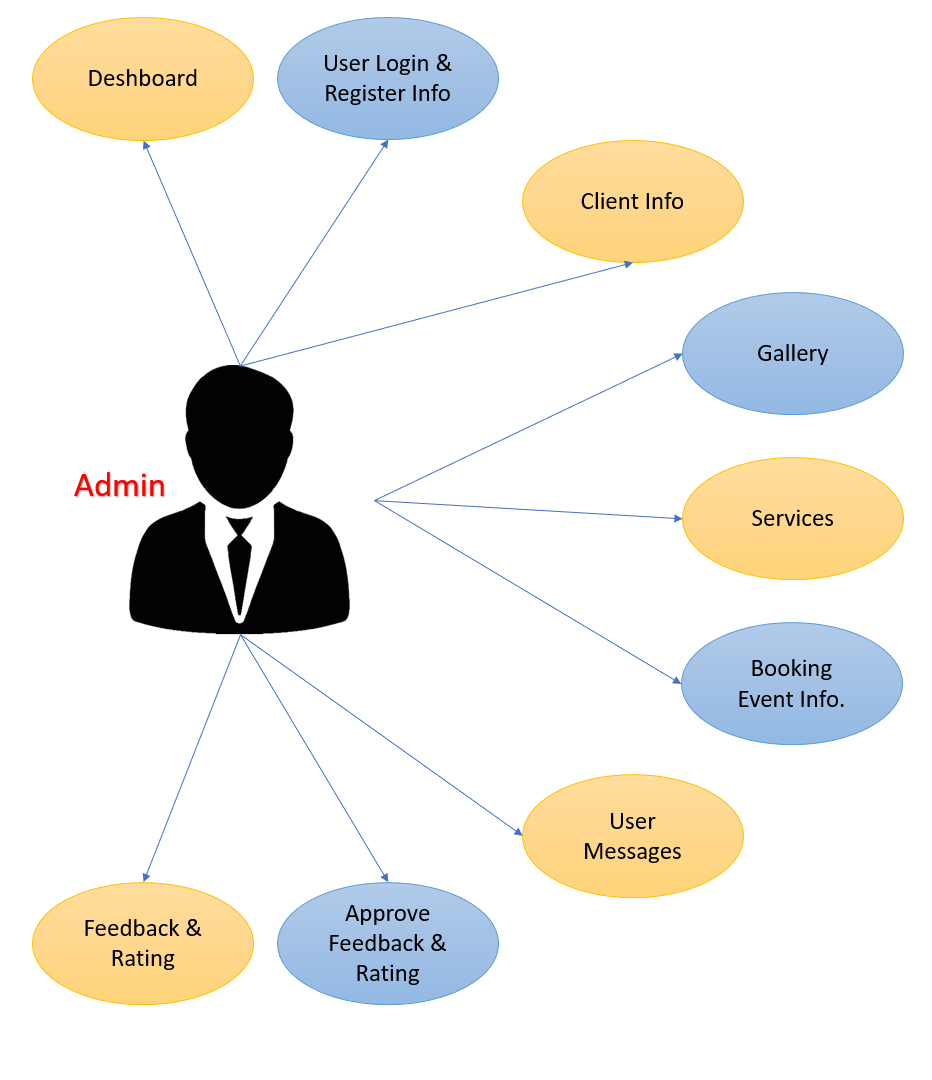 Deshboard
User Login &
Register Info
Client Info
Gallery
Admin
Services
Booking
Event Info.
User
Messages
Feedback &
Rating
Approve
Feedback &
Rating